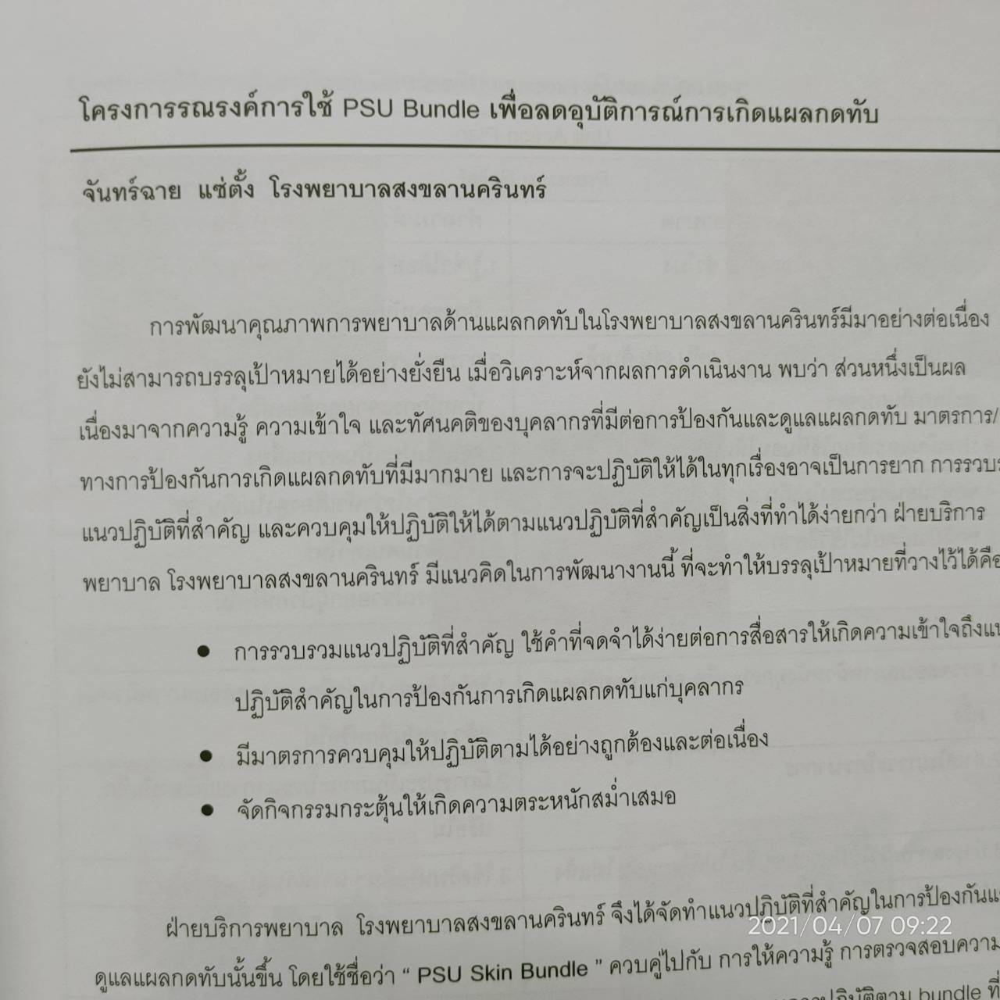 โครงการรณรงค์การใช้ PSU Bundle เพื่อลดอุบัติการณ์การเกิดแผลกดทับ
จันทร์ฉาย แซ่ตั้ง โรงพยาบาลสงขลานครินทร์
การพัฒนาคุณภาพการพยาบาลด้านแผลกดทับในโรงพยาบาลสงขลานครินทร์มีมาอย่างต่อเนื่อง
ยังไม่สามารถบรรลุเป้าหมายได้อย่างยั่งยืน เมื่อวิเคราะห์จากผลการดำเนินงาน พบว่า ส่วนหนึ่งเป็นผล
เนื่องมาจากความรู้ ความเข้าใจ และทัศนคติของบุคลากรที่มีต่อการป้องกันและดูแลแผลกดทับ มาตรการ/
ทางการป้องกันการเกิดแผลกดทับที่มีมากมาย และการจะปฏิบัติให้ได้ในทุกเรื่องอาจเป็นการยาก การรวบร
แนวปฏิบัติที่สำคัญ และควบคุมให้ปฏิบัติให้ได้ตามแนวปฏิบัติที่สำคัญเป็นสิ่งที่ทำได้ง่ายกว่า ฝ่ายบริการ
พยาบาล โรงพยาบาลสงขลานครินทร์ มีแนวคิดในการพัฒนางานนี้ ที่จะทำให้บรรลุเป้าหมายที่วางไว้ได้คือ
● การรวบรวมแนวปฏิบัติที่สำคัญ ใช้คำที่จดจำได้ง่ายต่อการสื่อสารให้เกิดความเข้าใจถึงแน
ปฏิบัติสำคัญในการป้องกันการเกิดแผลกดทับแก่บุคลากร
● มีมาตรการควบคุมให้ปฏิบัติตามได้อย่างถูกต้องและต่อเนื่อง
● จัดกิจกรรมกระตุ้นให้เกิดความตระหนักสม่ำเสมอ
ฝ่ายบริการพยาบาล โรงพยาบาลสงขลานครินทร์ จึงได้จัดทำแนวปฏิบัติที่สำคัญในการป้องกันแ
2021/04/07 09:22
ดูแลแผลกดทับนั้นขึ้น โดยใช้ชื่อว่า “ PSU Skin Bundle ” ควบคู่ไปกับ การให้ความรู้ การตรวจสอบความ
ปฏิบัติตาม bundle ที่